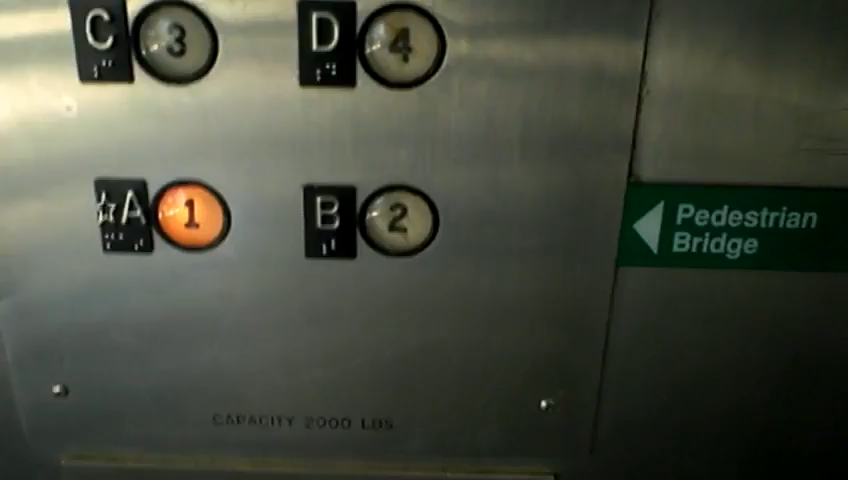 C 3 D 4
☆A 1 B 2
Pedestrian
Bridge
CAPACITY 2000 LBS